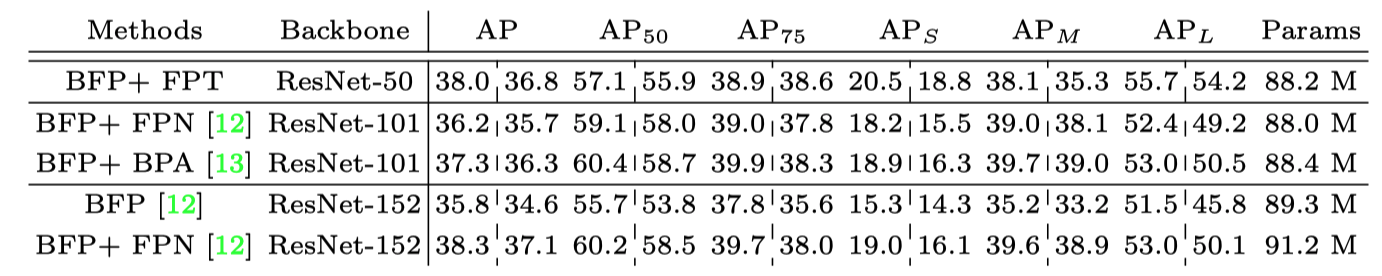 Methods Backbone AP AP50 AP75 APS APM APL Params
BFP+ FPT ResNet-50 38.0 36.8 57.1 55.9 38.9 38.6 20.5 18.8 38.1 35.3 55.7 54.2 88.2 M
BFP+ FPN [12] ResNet-101 36.2 35.7 59.1 58.0 39.0 37.8 18.2 15.5 39.0 38.1 52.4 49.2 88.0 M
BFP+ BPA [13] ResNet-101 37.3 36.3 60.4 58.7 39.9 38.3 18.9 16.3 39.7 39.0 53.0 50.5 88.4 M
BFP [12] ResNet-152 35.8 34.6 55.7 53.8 37.8 35.6 15.3 14.3 35.2 33.2 51.5 45.8 89.3 M
BFP+ FPN [12] ResNet-152 38.3 37.1 60.2 58.5 39.7 38.0 19.0 16.1 39.6 38.9 53.0 50.1 91.2 M